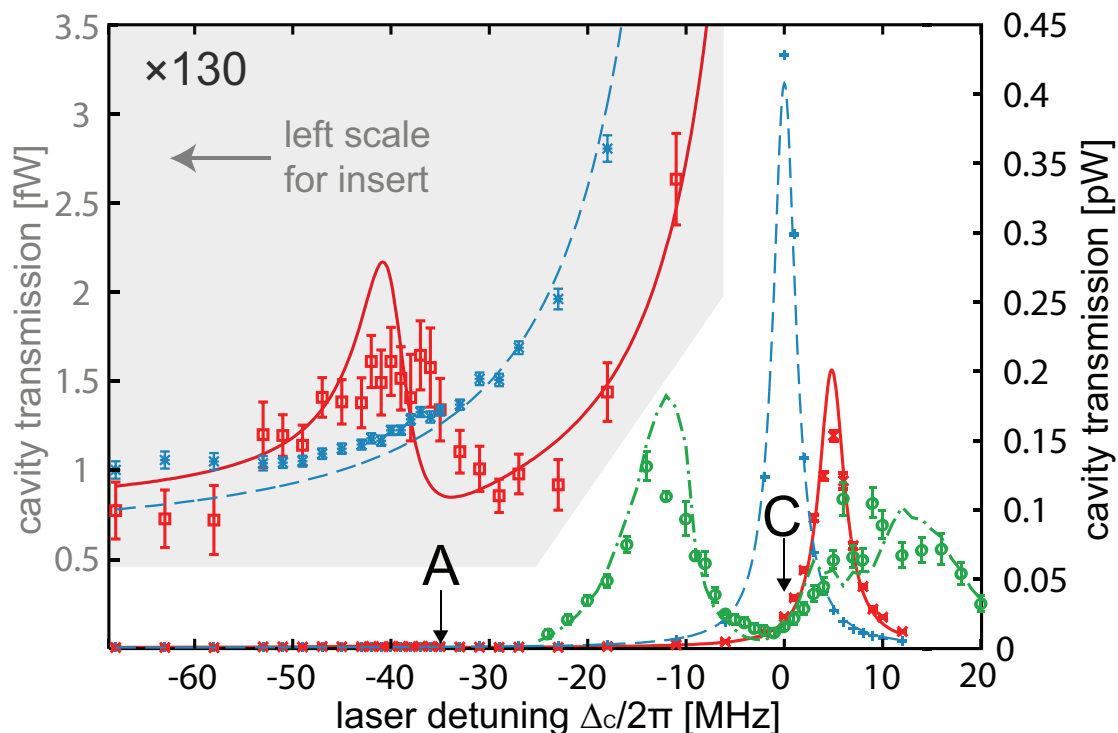 3.5
3
2.5
2
1.5
1
0.5
cavity transmission [fW]
×130
left scale
for insert
A
C
0.45
0.4
0.35
0.3
0.25
0.2
0.15
0.1
0.05
0
cavity transmission [pW]
-60 -50 -40 -30 -20 -10 0 10 20
laser detuning Δc/2π [MHz]